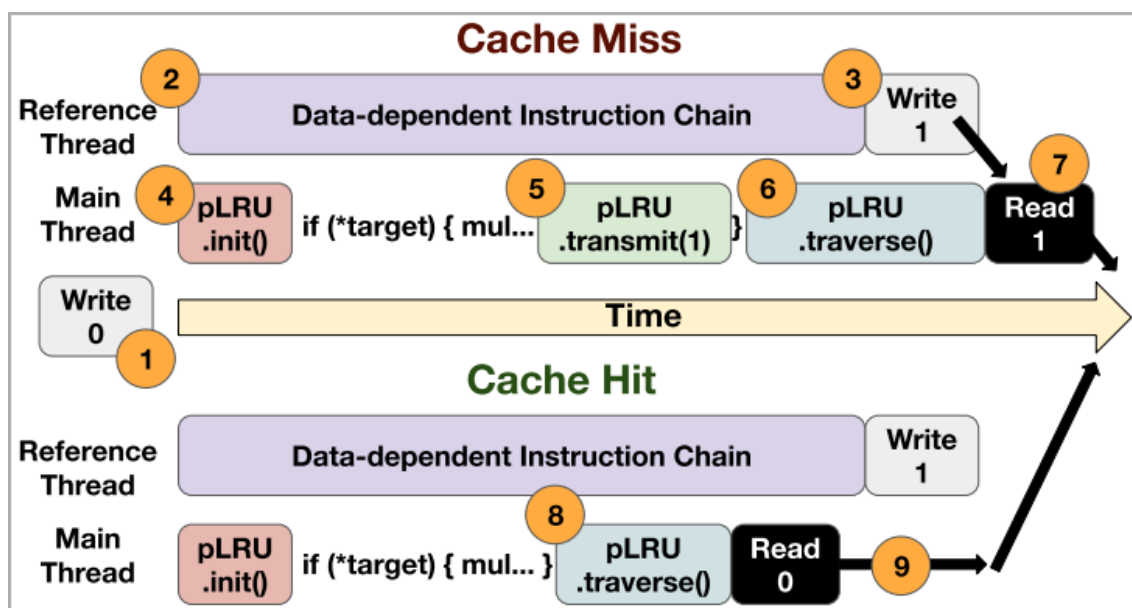 Cache Miss
2
3
Reference
Thread
Data-dependent Instruction Chain
Write
1
7
Main
Thread
4
pLRU
.init()
if (*target) { mul...
5
pLRU
.transmit(1)
}
6
pLRU
.traverse()
Read
1
Write
0
1
Time
Cache Hit
Reference
Thread
Data-dependent Instruction Chain
Write
1
Main
Thread
pLRU
.init()
if (*target) { mul... }
8
pLRU
.traverse()
Read
0
9